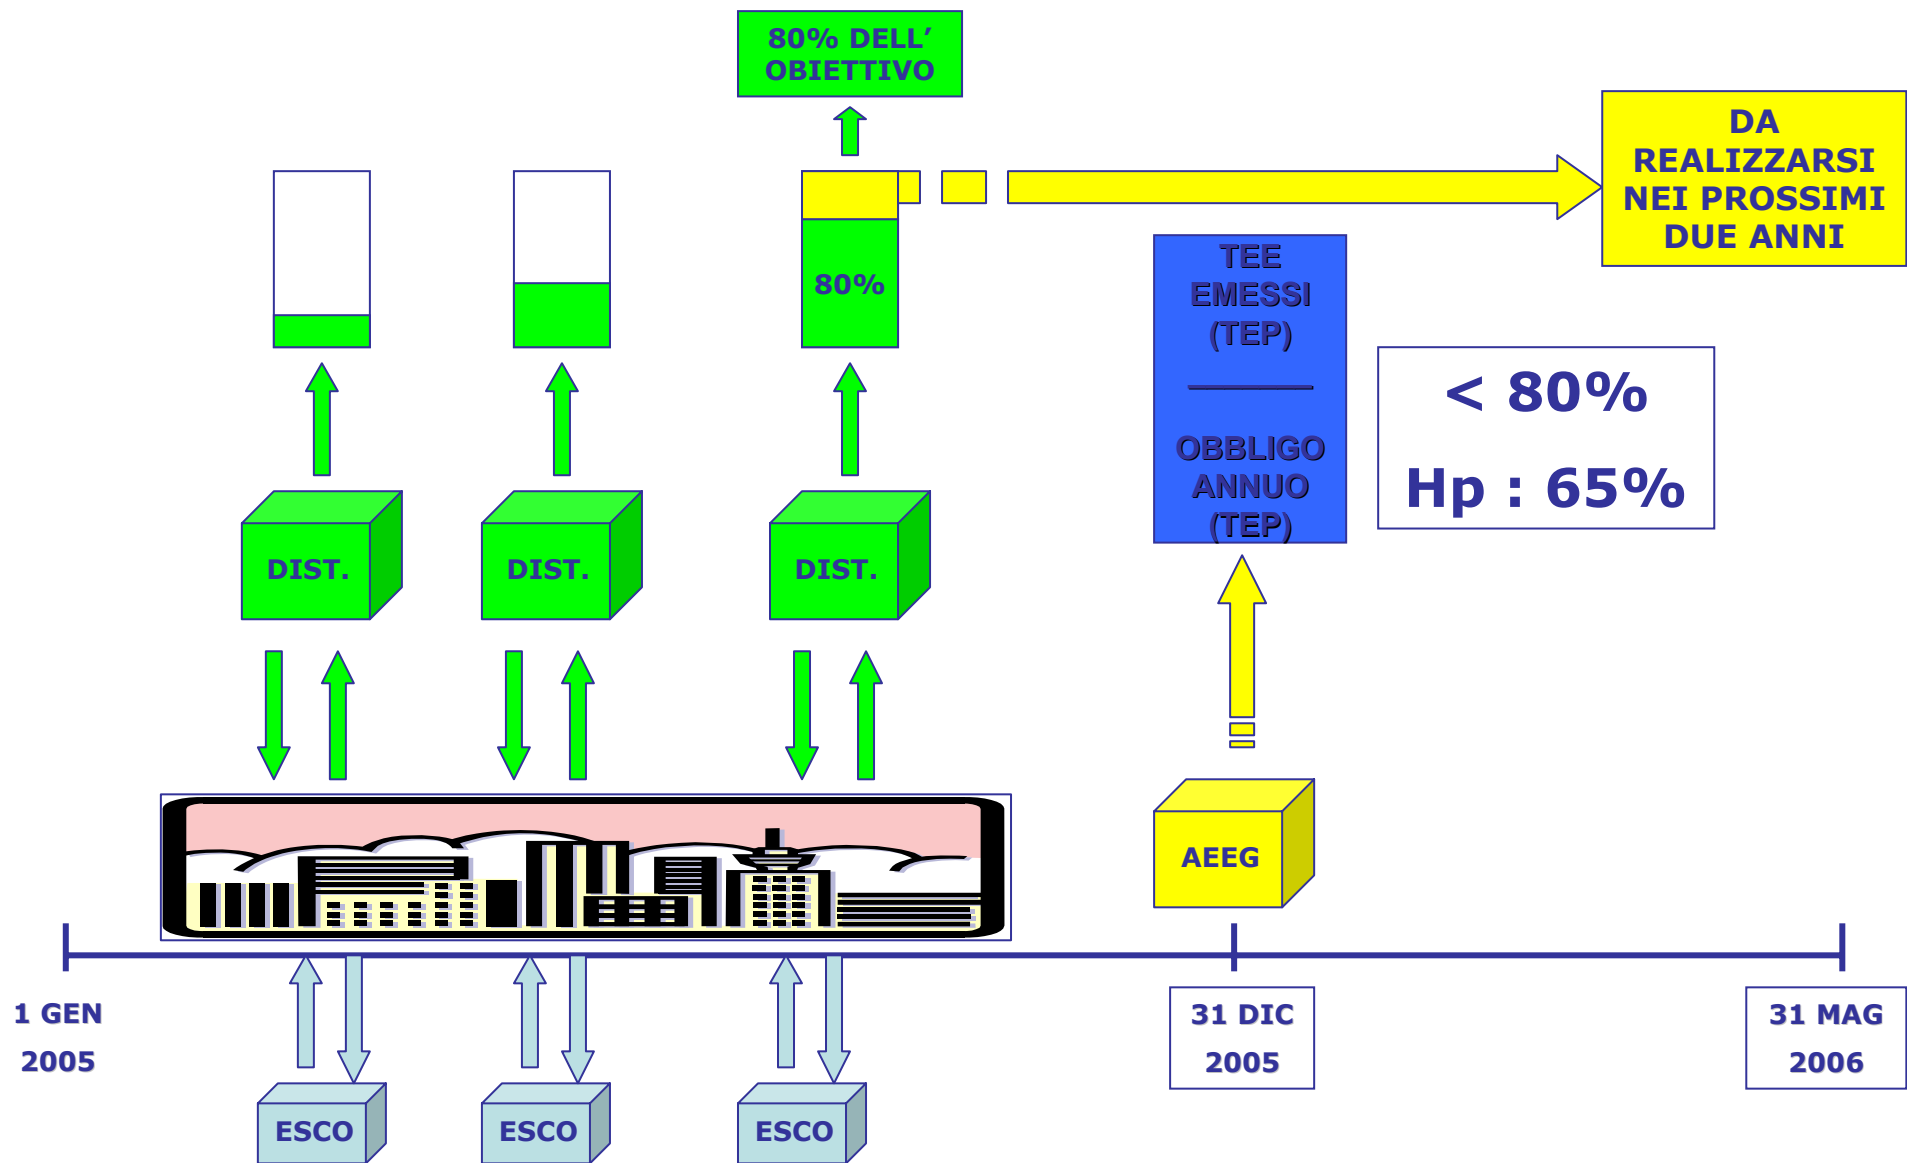 80% DELL’
OBIETTIVO
DA
REALIZZARSI
NEI PROSSIMI
DUE ANNI
80%
TEE
EMESSI
(TEP)
OBBLIGO
ANNUO
(TEP)
< 80%
Hp : 65%
DIST.
DIST.
DIST.
AEEG
1 GEN
2005
31 DIC
2005
31 MAG
2006
ESCO
ESCO
ESCO